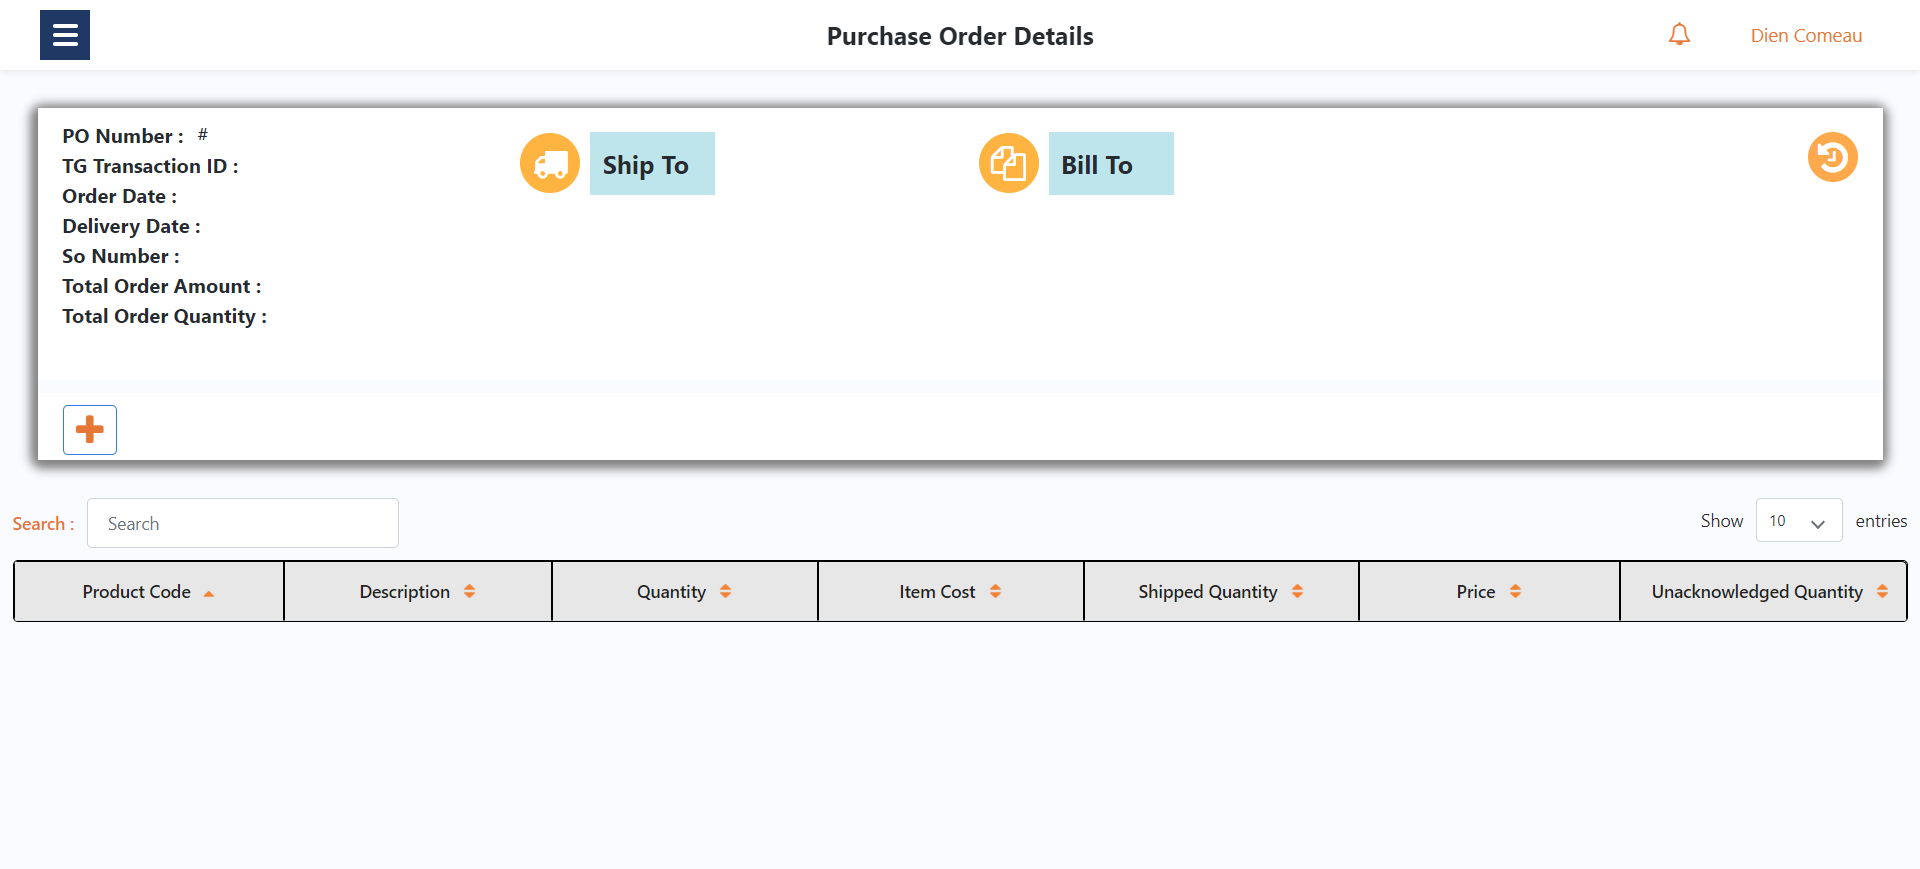 Purchase Order Details
Dien Comeau
PO Number : #
TG Transaction ID :
Order Date :
Delivery Date :
So Number :
Total Order Amount :
Total Order Quantity :
Ship To
Bill To
Search : Search
Show 10 entries
Product Code Description Quantity Item Cost Shipped Quantity Price Unacknowledged Quantity